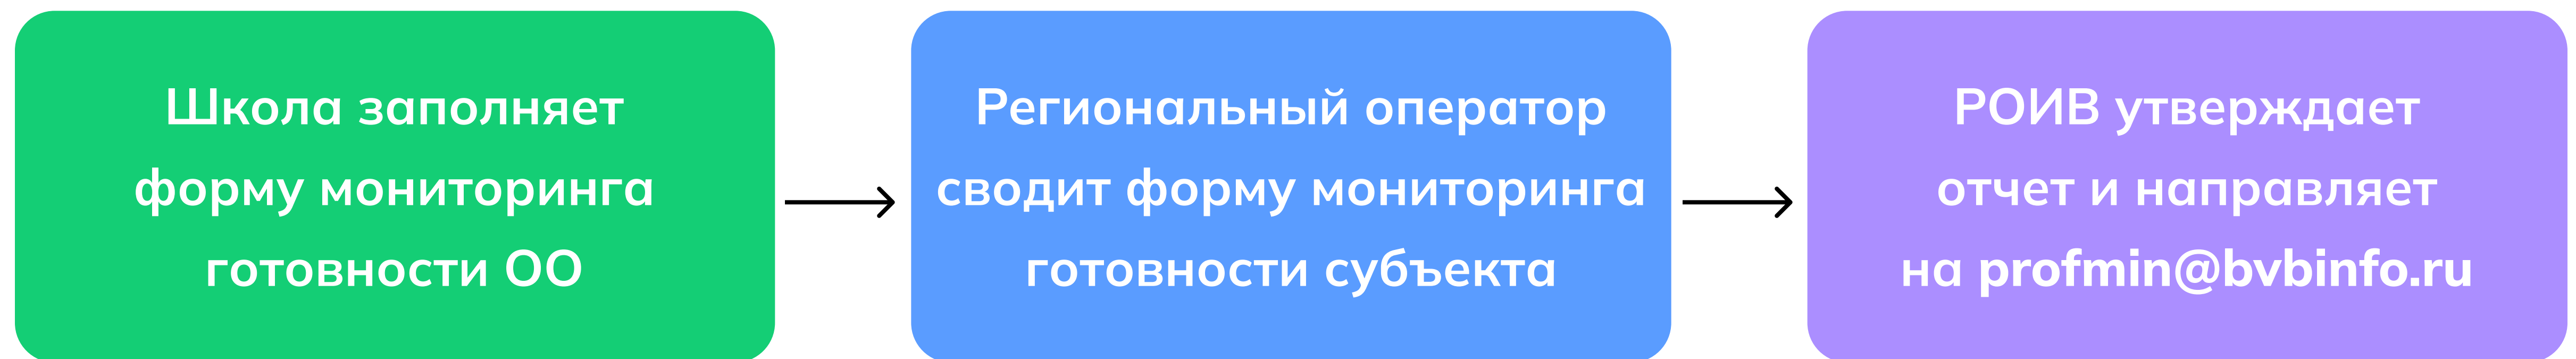 Школа заполняет
форму мониторинга
готовности ОО
Региональный оператор
сводит форму мониторинга
готовности субъекта
РОИВ утверждает
отчет и направляет
на profmin@bvbinfo.ru